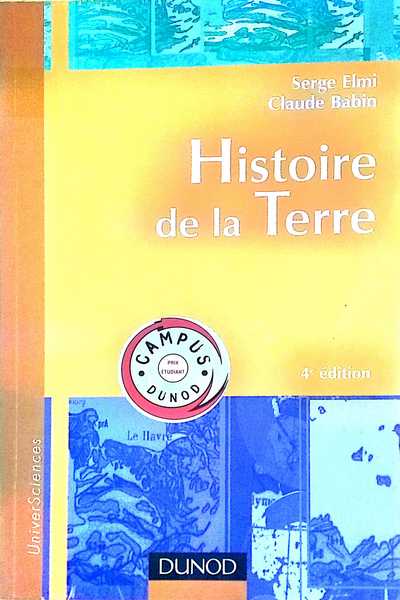 Serge Elmi
Claude Babin
Histoire
de la Terre
CAMPUS
PRIX
ÉTUDIANT
DUNOD
4e édition
Le Havre
UniverSciences
DUNOD